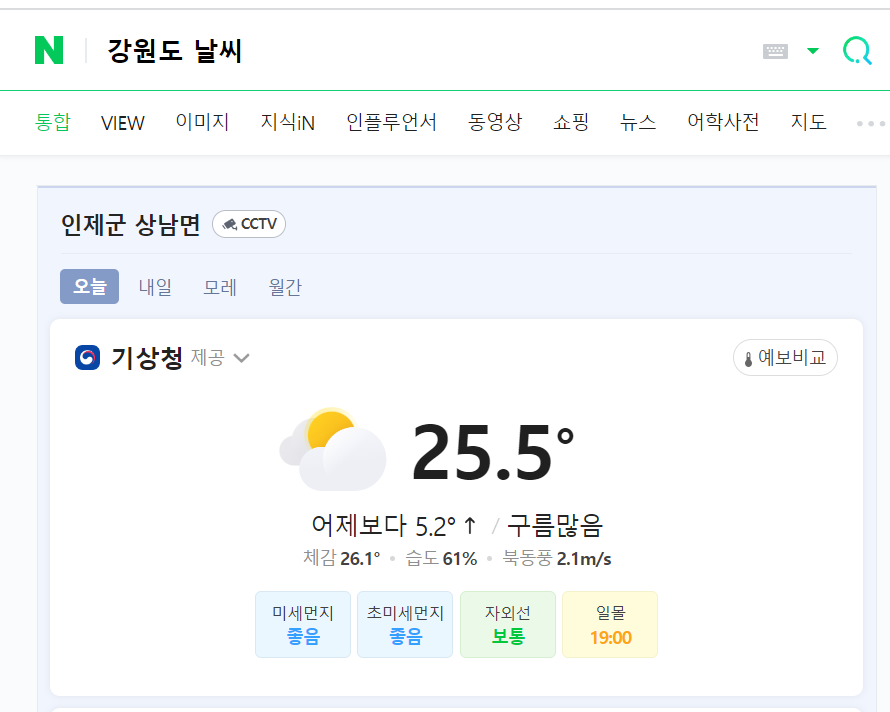 N 강원도 날씨
통합 VIEW 이미지 지식iN 인플루언서 동영상 쇼핑 뉴스 어학사전 지도
인제군 상남면 CCTV
오늘 내일 모레 월간
기상청 제공 예보비교
25.5°
어제보다 5.2° ↑ / 구름많음
체감 26.1° • 습도 61% • 북동풍 2.1m/s
미세먼지 초미세먼지 자외선 일몰
좋음 좋음 보통 19:00